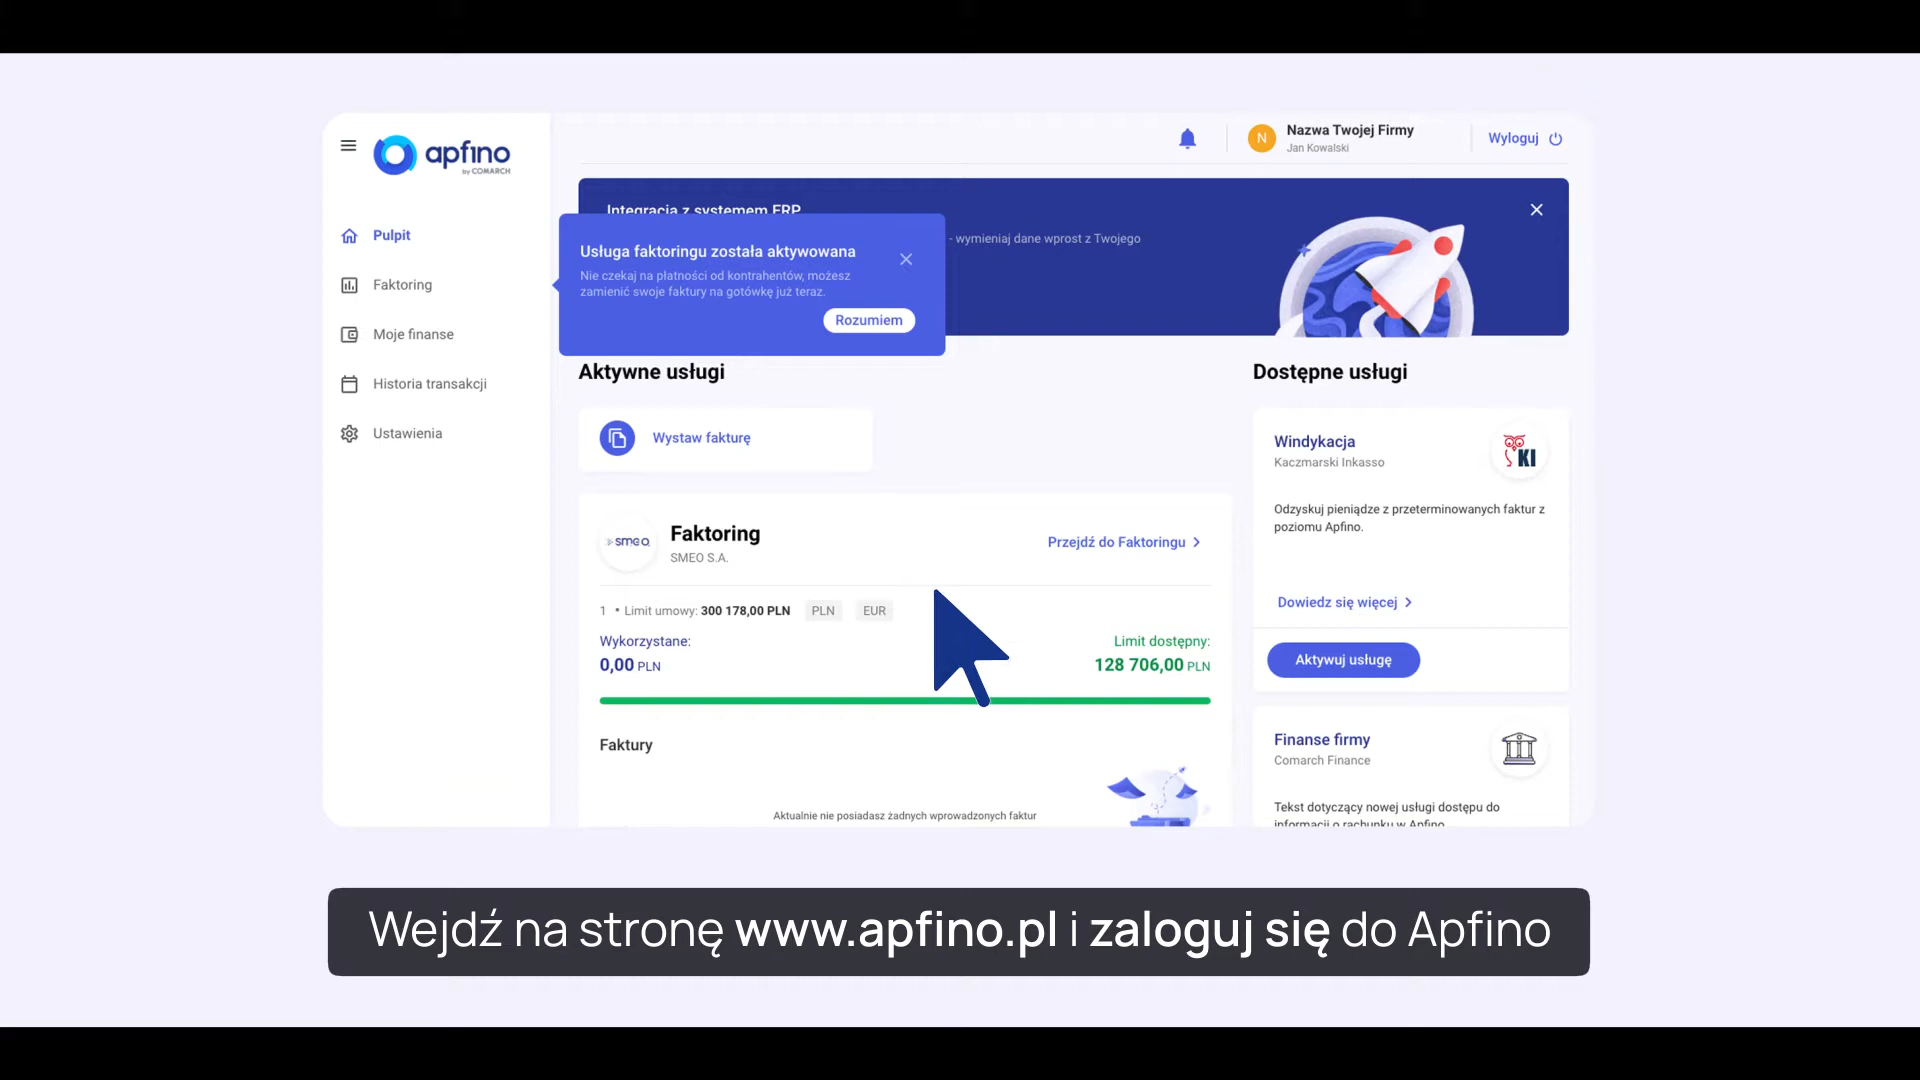 apfino
by COMARCH
Nazwa Twojej Firmy
N
Jan Kowalski
Wyloguj
Pulpit
Faktoring
Moje finanse
Historia transakcji
Ustawienia
Integracja z systemem ERP
- wymieniaj dane wprost z Twojego
Usługa faktoringu została aktywowana
Nie czekaj na płatności od kontrahentów, możesz
zamienić swoje faktury na gotówkę już teraz.
Rozumiem
Aktywne usługi
Wystaw fakturę
smeo
Faktoring
SMEO S.A.
Przejdź do Faktoringu
1 • Limit umowy: 300 178,00 PLN PLN EUR
Wykorzystane:
0,00 PLN
Limit dostępny:
128 706,00 PLN
Faktury
Aktualnie nie posiadasz żadnych wprowadzonych faktur
Dostępne usługi
Windykacja
Kaczmarski Inkasso
KI
Odzyskuj pieniądze z przeterminowanych faktur z
poziomu Apfino.
Dowiedz się więcej
Aktywuj usługę
Finanse firmy
Comarch Finance
Tekst dotyczący nowej usługi dostępu do
informacji o rachunku w Apfino
Wejdź na stronę www.apfino.pl i zaloguj się do Apfino